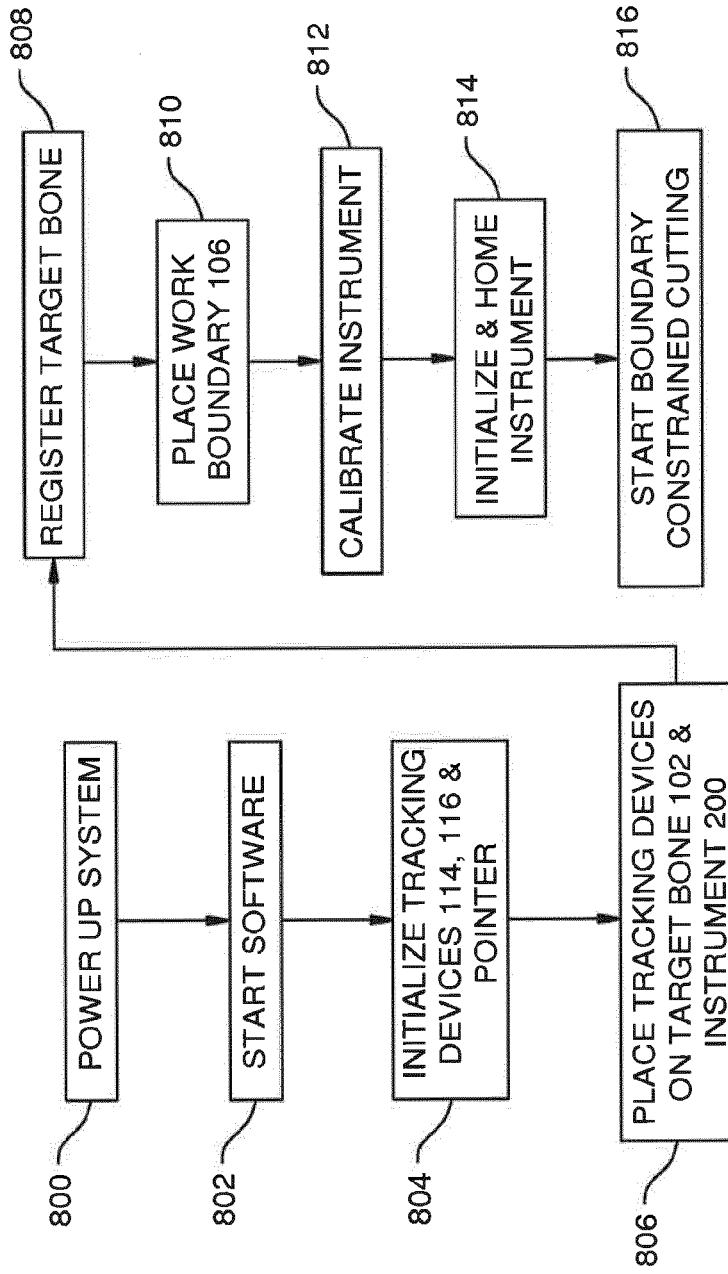 800
POWER UP SYSTEM
802
START SOFTWARE
804
INITIALIZE TRACKING
DEVICES 114, 116 &
POINTER
806
PLACE TRACKING DEVICES
ON TARGET BONE 102 &
INSTRUMENT 200
808
REGISTER TARGET BONE
810
PLACE WORK
BOUNDARY 106
812
CALIBRATE INSTRUMENT
814
INITIALIZE & HOME
INSTRUMENT
816
START BOUNDARY
CONSTRAINED CUTTING